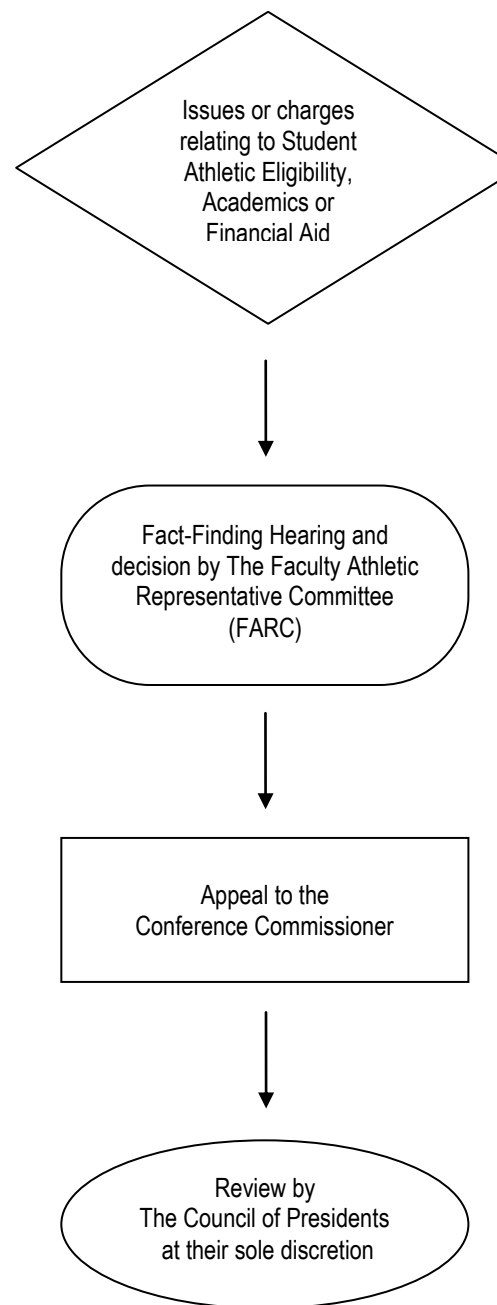 Issues or charges
relating to Student
Athletic Eligibility,
Academics or
Financial Aid
Fact-Finding Hearing and
decision by The Faculty Athletic
Representative Committee
(FARC)
Appeal to the
Conference Commissioner
Review by
The Council of Presidents
at their sole discretion